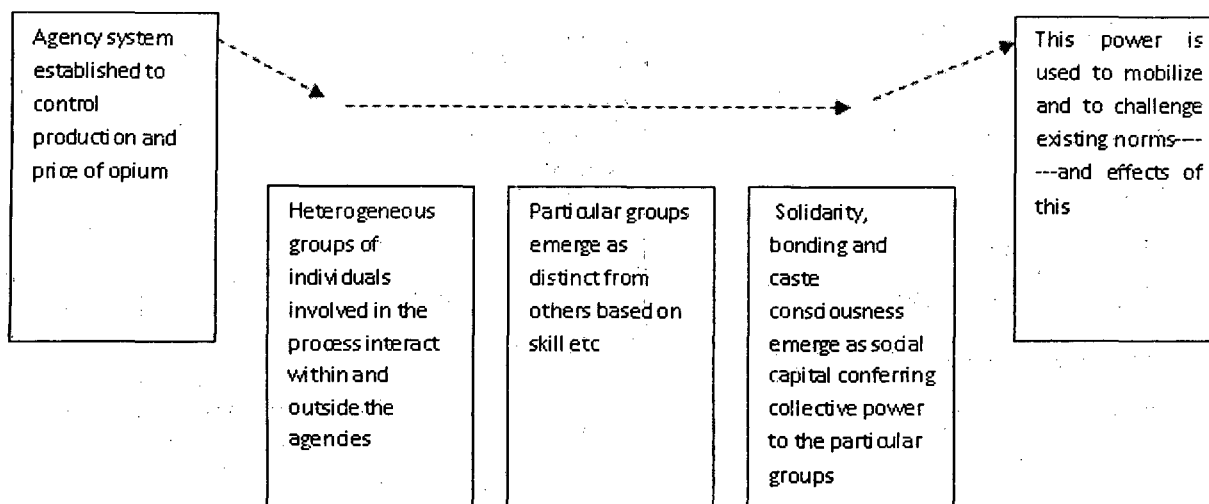 Agency system
established to
control
production and
price of opium
Heterogeneous
groups of
individuals
involved in the
process interact
within and
outside the
agencies
Particular groups
emerge as
distinct from
others based on
skill etc
Solidarity,
bonding and
caste
consciousness
emerge as social
capital conferring
collective power
to the particular
groups
This power is
used to mobilize
and to challenge
existing norms----
---and effects of
this